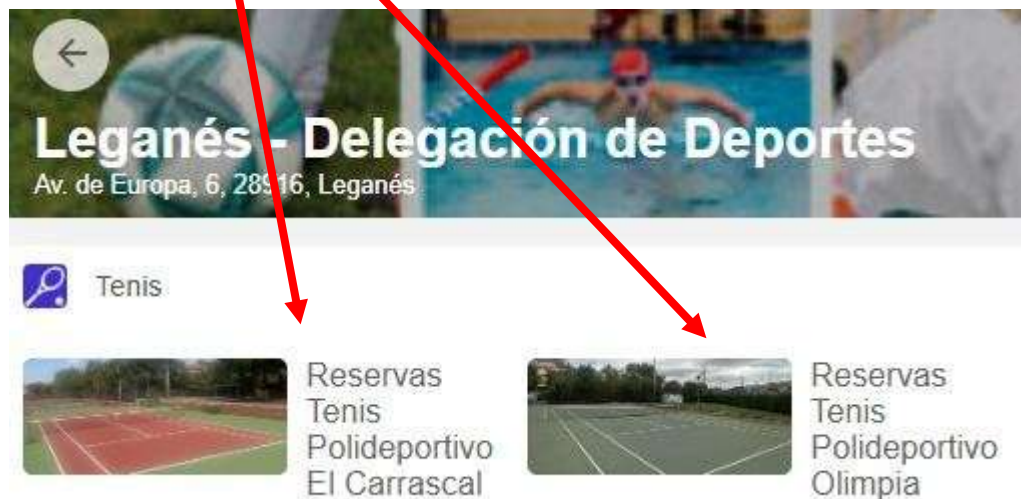 Leganés - Delegación de Deportes
Av. de Europa, 6, 28916, Leganés
Tenis
Reservas
Tenis
Polideportivo
El Carrascal
Reservas
Tenis
Polideportivo
Olimpia